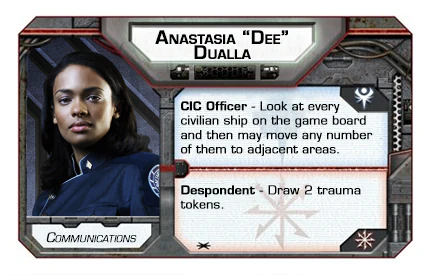 Anastasia “Dee”
Dualla
CIC Officer - Look at every
civilian ship on the game board
and then may move any number
of them to adjacent areas.
Despondent - Draw 2 trauma
tokens.
Communications